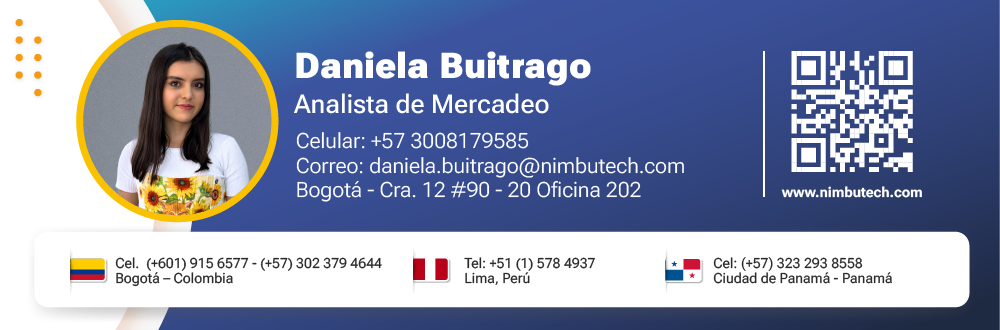 Daniela Buitrago
Analista de Mercadeo
Celular: +57 3008179585
Correo: daniela.buitrago@nimbutech.com
Bogotá - Cra. 12 #90 - 20 Oficina 202
www.nimbutech.com
Cel. (+601) 915 6577 - (+57) 302 379 4644
Bogotá – Colombia
Tel: +51 (1) 578 4937
Lima, Perú
Cel: (+57) 323 293 8558
Ciudad de Panamá - Panamá